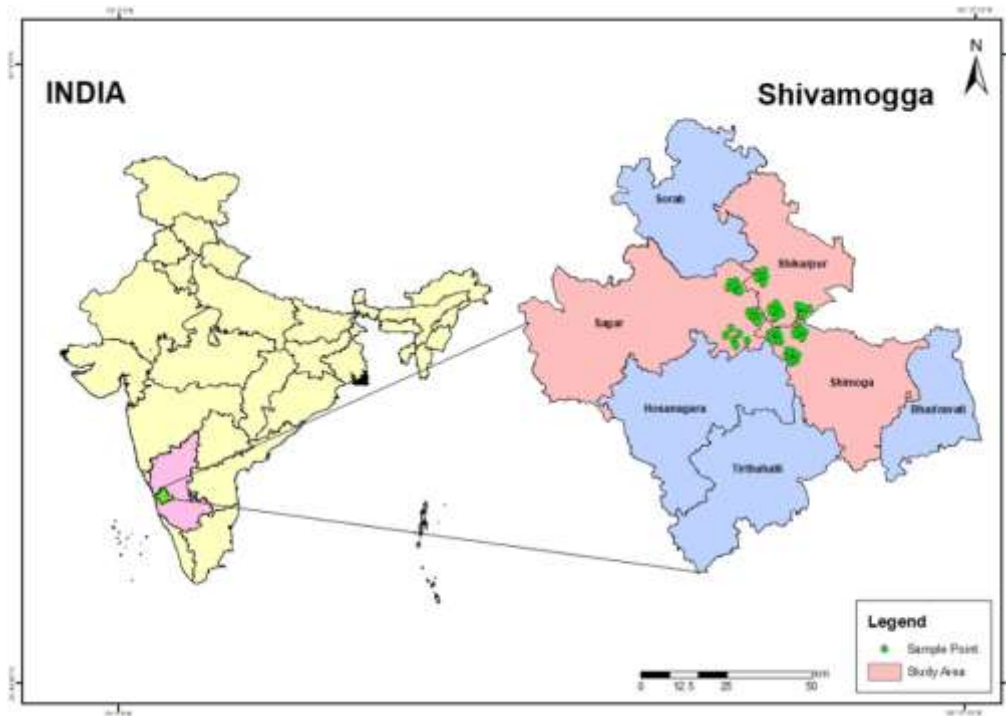 INDIA
Shivamogga
N
Sorab
Shikaripur
Sagar
Shimoga
Hosanagara
Bhadravati
Tirthahalli
Legend
Sample Point
Study Area
0 12.5 25 50
km